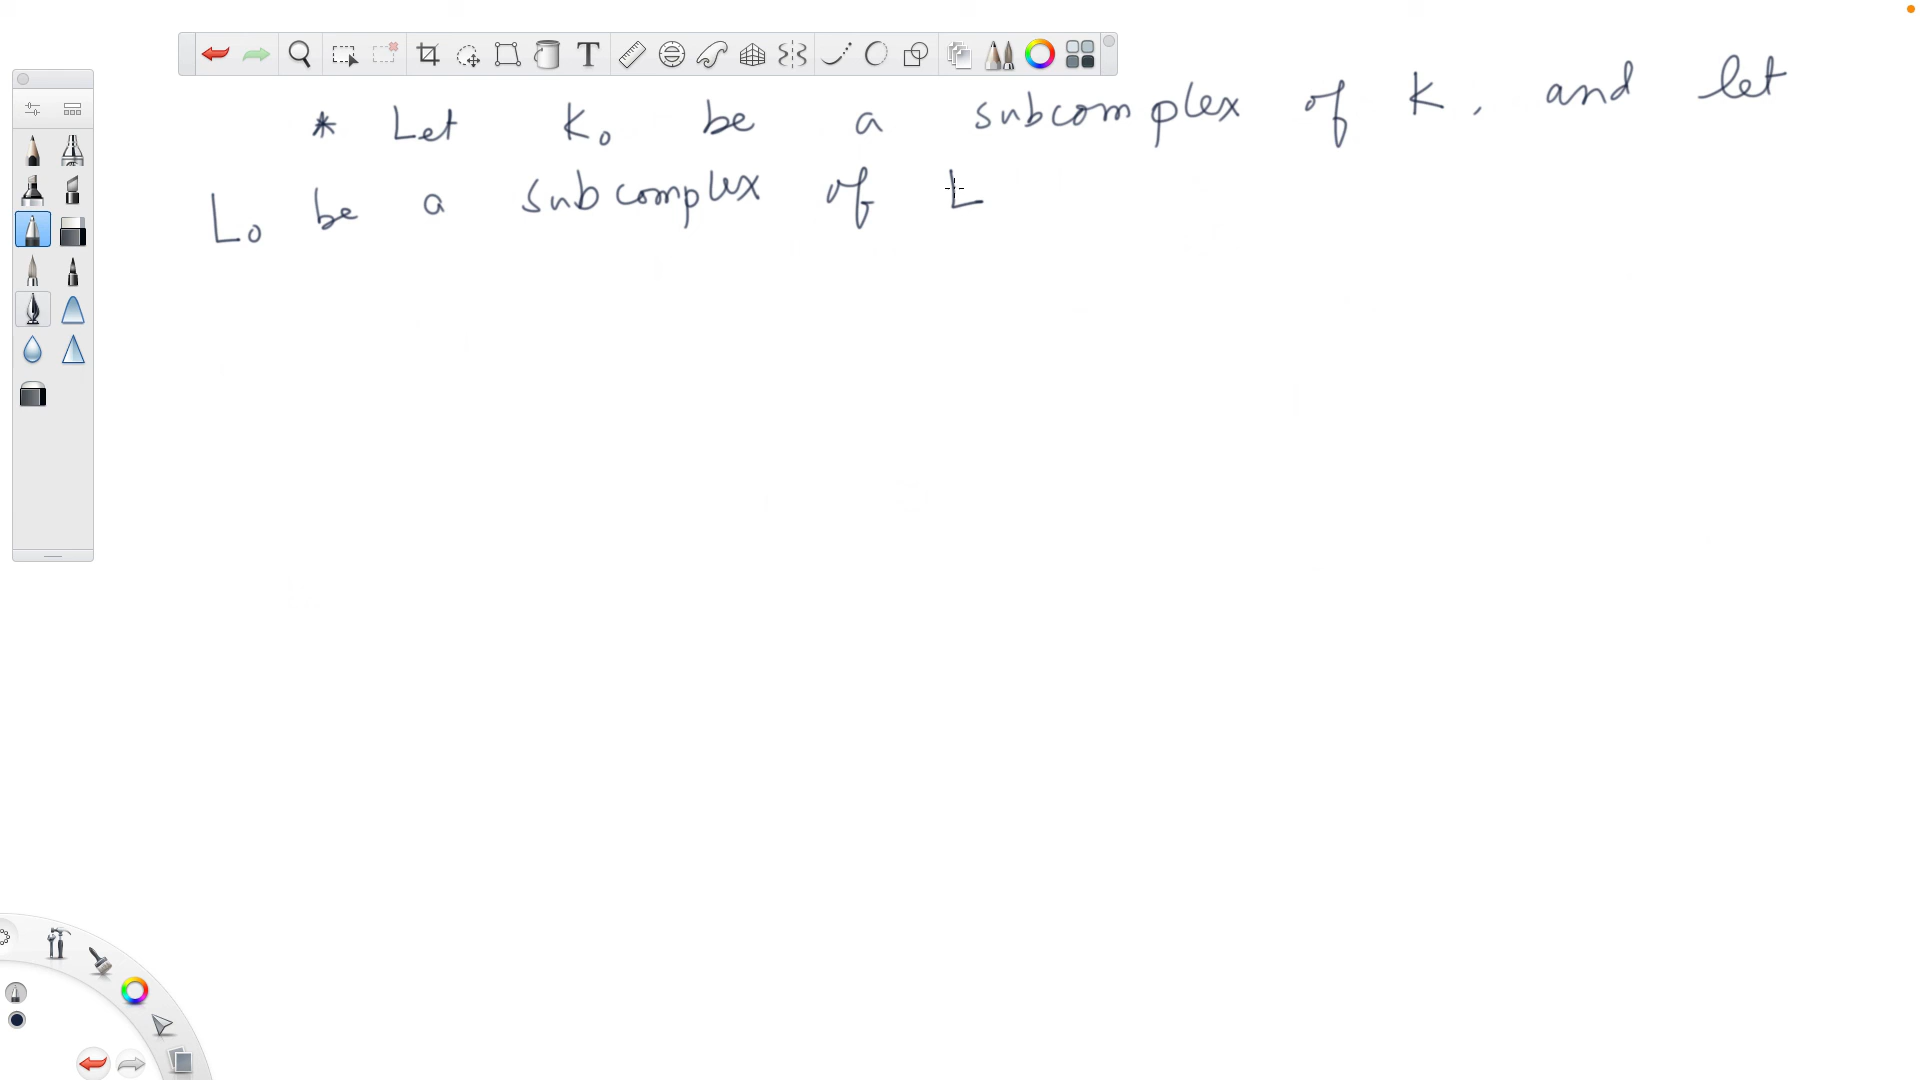 * Let K₀ be a subcomplex of K, and let
L₀ be a subcomplex of L